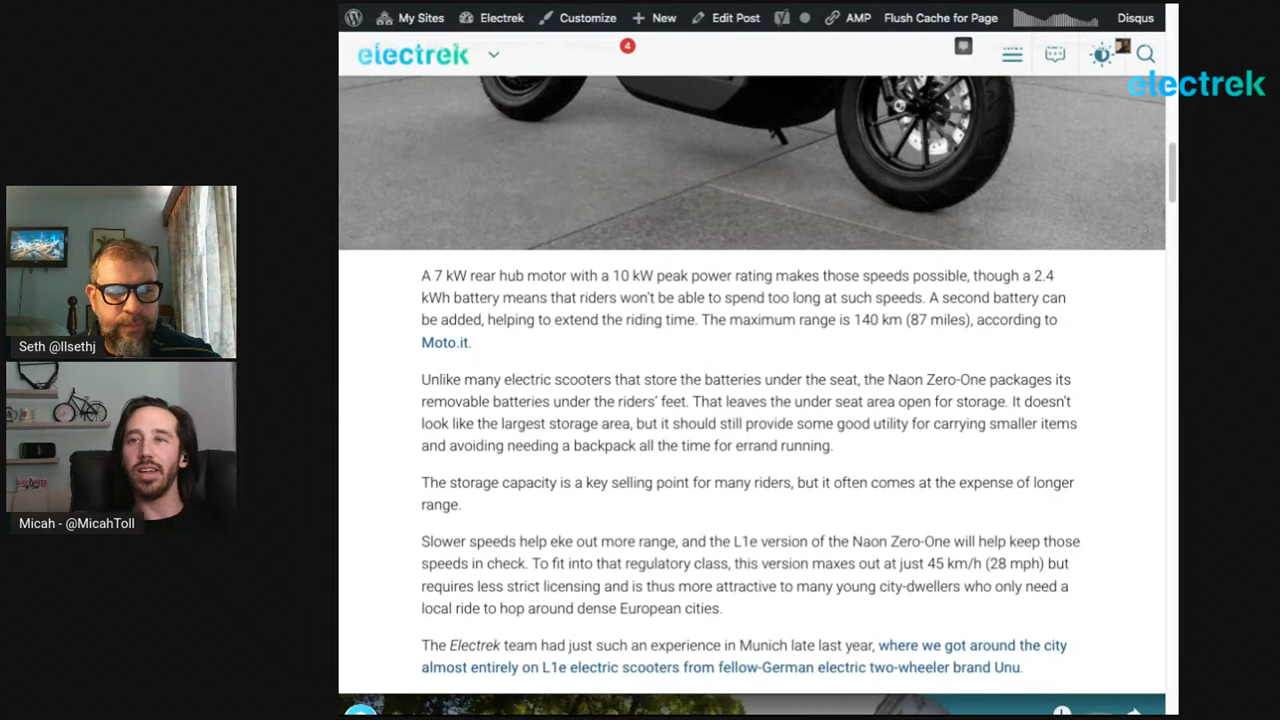 My Sites Electrek Customize New Edit Post AMP Flush Cache for Page Disqus
electrek
4
electrek
A 7 kW rear hub motor with a 10 kW peak power rating makes those speeds possible, though a 2.4
kWh battery means that riders won't be able to spend too long at such speeds. A second battery can
be added, helping to extend the riding time. The maximum range is 140 km (87 miles), according to
Moto.it.
Unlike many electric scooters that store the batteries under the seat, the Naon Zero-One packages its
removable batteries under the riders' feet. That leaves the under seat area open for storage. It doesn't
look like the largest storage area, but it should still provide some good utility for carrying smaller items
and avoiding needing a backpack all the time for errand running.
The storage capacity is a key selling point for many riders, but it often comes at the expense of longer
range.
Slower speeds help eke out more range, and the L1e version of the Naon Zero-One will help keep those
speeds in check. To fit into that regulatory class, this version maxes out at just 45 km/h (28 mph) but
requires less strict licensing and is thus more attractive to many young city-dwellers who only need a
local ride to hop around dense European cities.
The Electrek team had just such an experience in Munich late last year, where we got around the city
almost entirely on L1e electric scooters from fellow-German electric two-wheeler brand Unu.
Seth @llsethj
Micah - @MicahToll